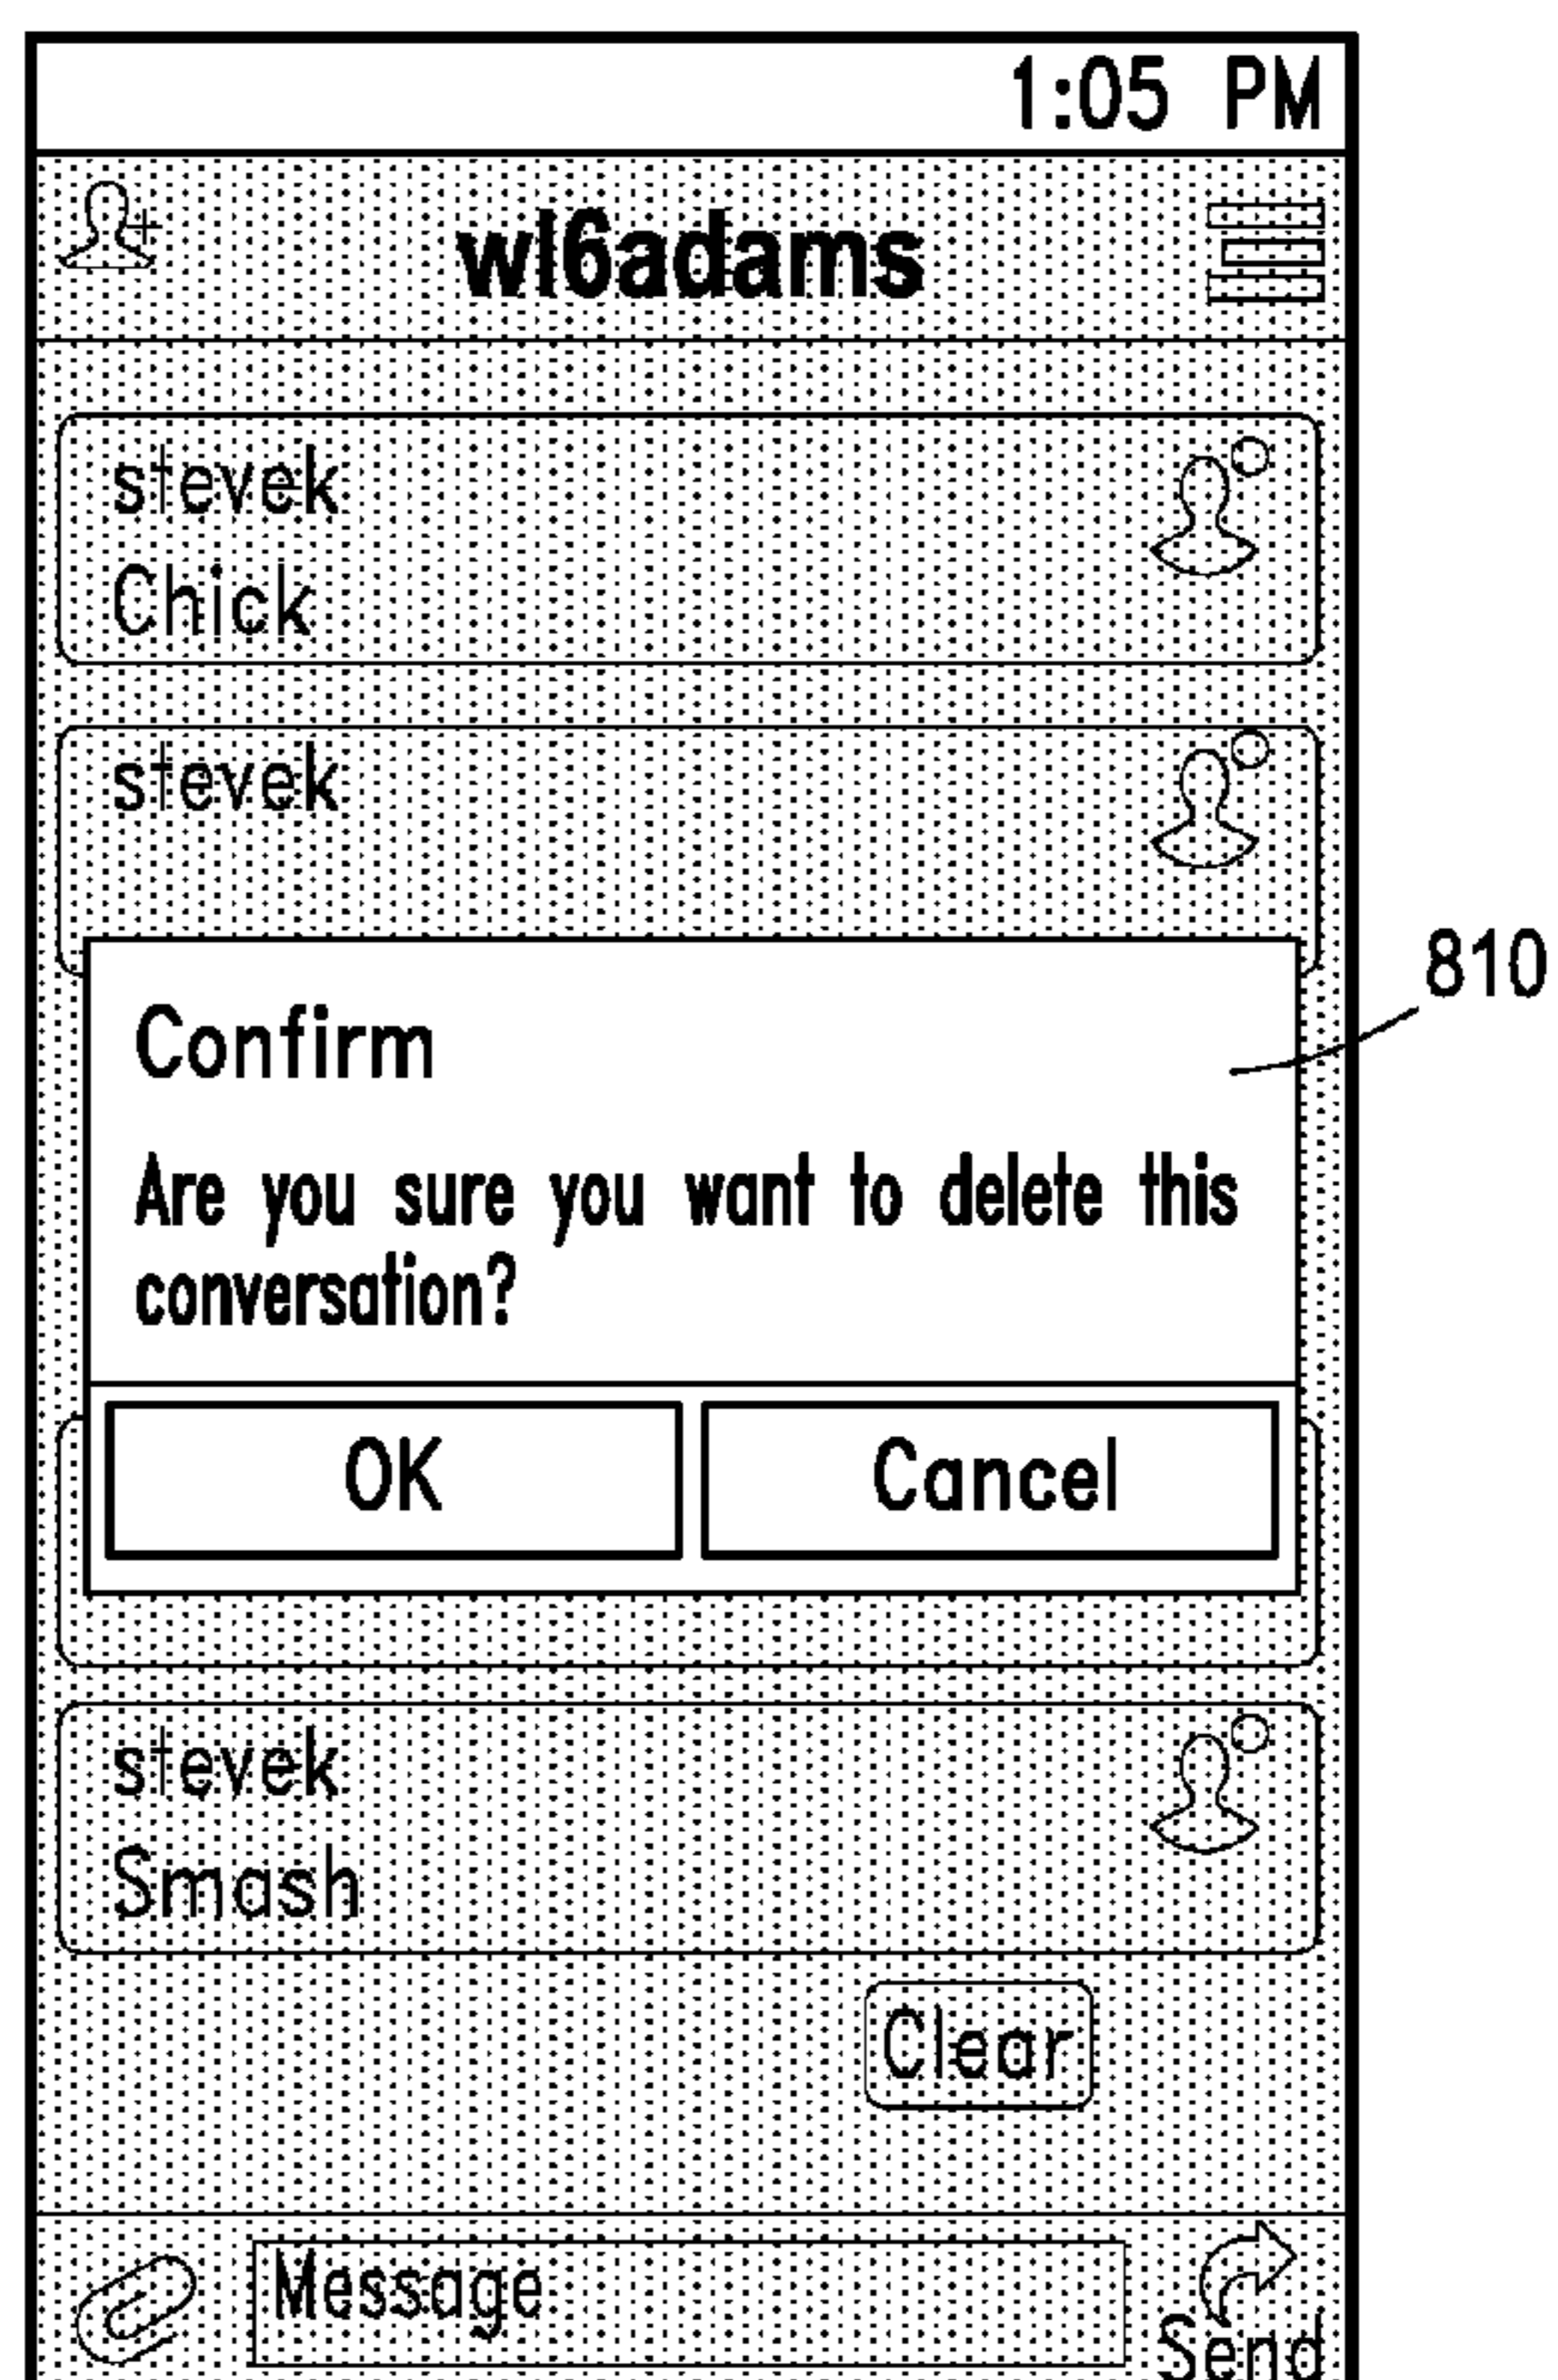 1:05 PM
wl6adams
stevek
Chick
stevek
810
Confirm
Are you sure you want to delete this
conversation?
OK Cancel
stevek
Smash
Clear
Message
Send